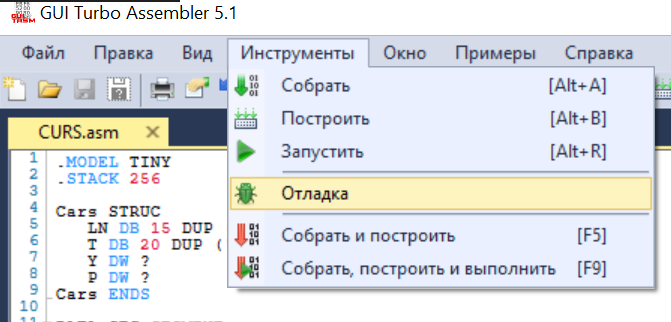 GUI Turbo Assembler 5.1
Файл Правка Вид Инструменты Окно Примеры Справка
Собрать [Alt+A]
Построить [Alt+B]
Запустить [Alt+R]
Отладка
Собрать и построить [F5]
Собрать, построить и выполнить [F9]
CURS.asm
1 .MODEL TINY
2 .STACK 256
3
4 Cars STRUC
5 LN DB 15 DUP
6 T DB 20 DUP (
7 Y DW ?
8 P DW ?
9 Cars ENDS
10